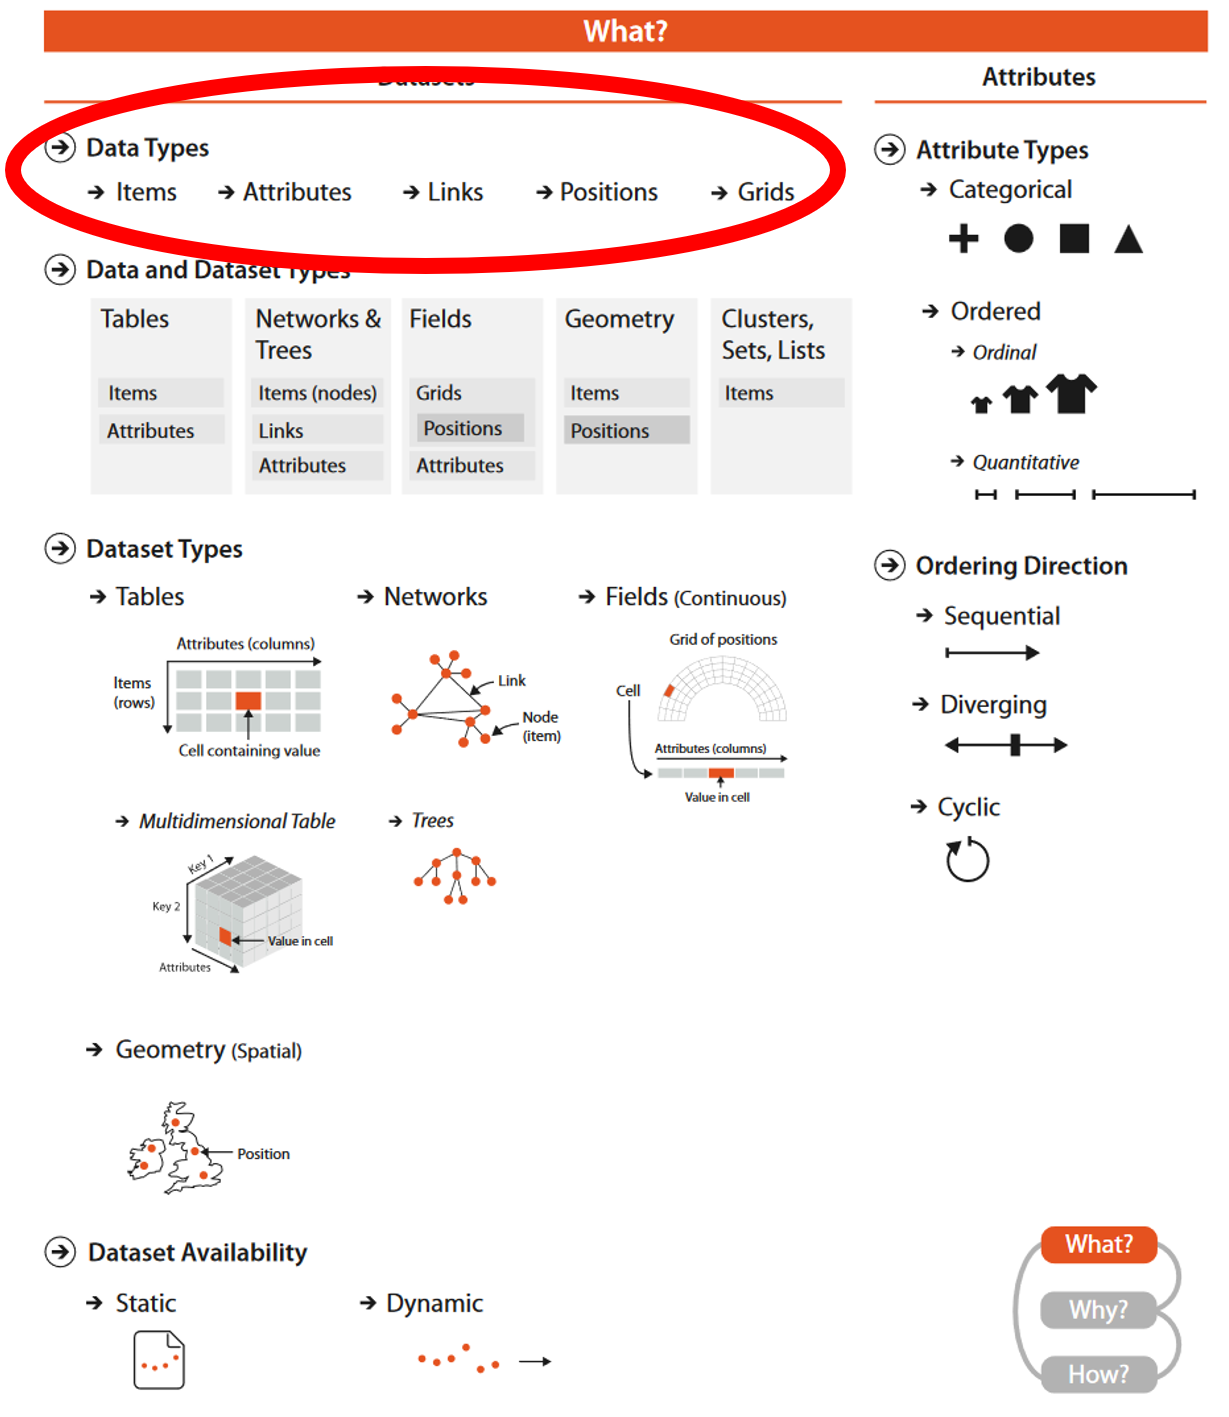 What?
Datasets
Attributes
Data Types
Items Attributes Links Positions Grids
Data and Dataset Types
Tables
Items
Attributes
Networks &
Trees
Items (nodes)
Links
Attributes
Fields
Grids
Positions
Attributes
Geometry
Items
Positions
Clusters,
Sets, Lists
Items
Dataset Types
Tables
Attributes (columns)
Items
(rows)
Cell containing value
Networks
Link
Node
(item)
Fields (Continuous)
Grid of positions
Cell
Attributes (columns)
Value in cell
Multidimensional Table
Key 1
Key 2
Value in cell
Attributes
Trees
Geometry (Spatial)
Position
Dataset Availability
Static
Dynamic
Attribute Types
Categorical
Ordered
Ordinal
Quantitative
Ordering Direction
Sequential
Diverging
Cyclic
What?
Why?
How?